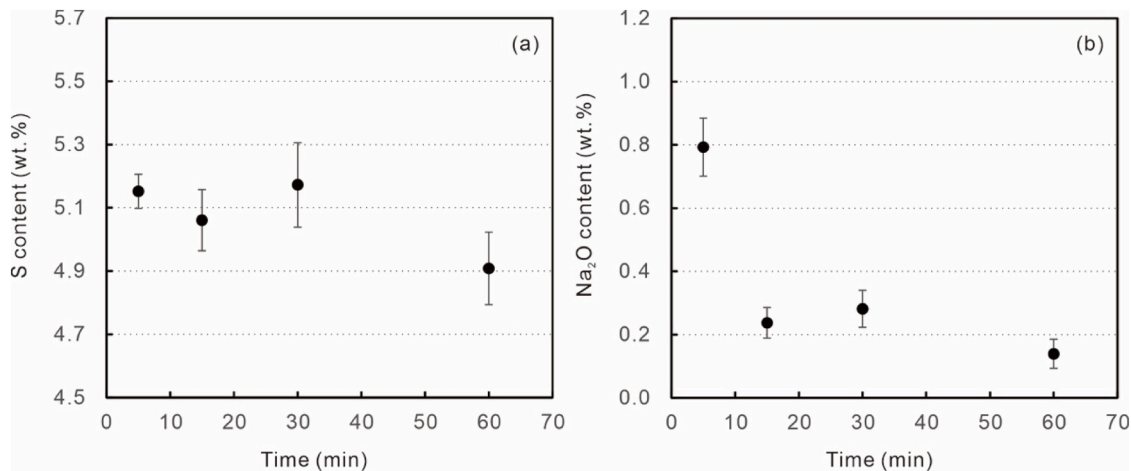 (a)
S content (wt.%)
5.7
5.5
5.3
5.1
4.9
4.7
4.5
0 10 20 30 40 50 60 70
Time (min)
(b)
Na₂O content (wt.%)
1.2
1.0
0.8
0.6
0.4
0.2
0.0
0 10 20 30 40 50 60 70
Time (min)